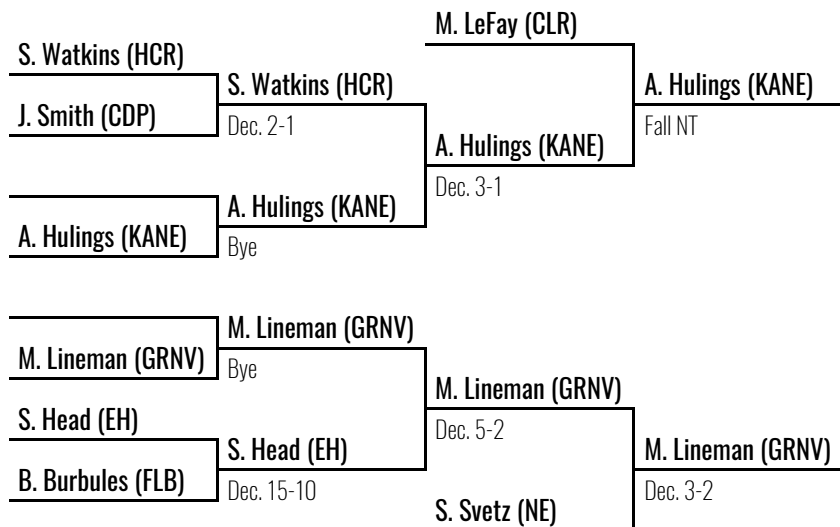 M. LeFay (CLR)
S. Watkins (HCR)
S. Watkins (HCR)
A. Hulings (KANE)
J. Smith (CDP)
Dec. 2-1
Fall NT
A. Hulings (KANE)
Dec. 3-1
A. Hulings (KANE)
A. Hulings (KANE)
Bye
M. Lineman (GRNV)
M. Lineman (GRNV)
Bye
M. Lineman (GRNV)
S. Head (EH)
Dec. 5-2
S. Head (EH)
M. Lineman (GRNV)
B. Burbules (FLB)
Dec. 15-10
Dec. 3-2
S. Svetz (NE)